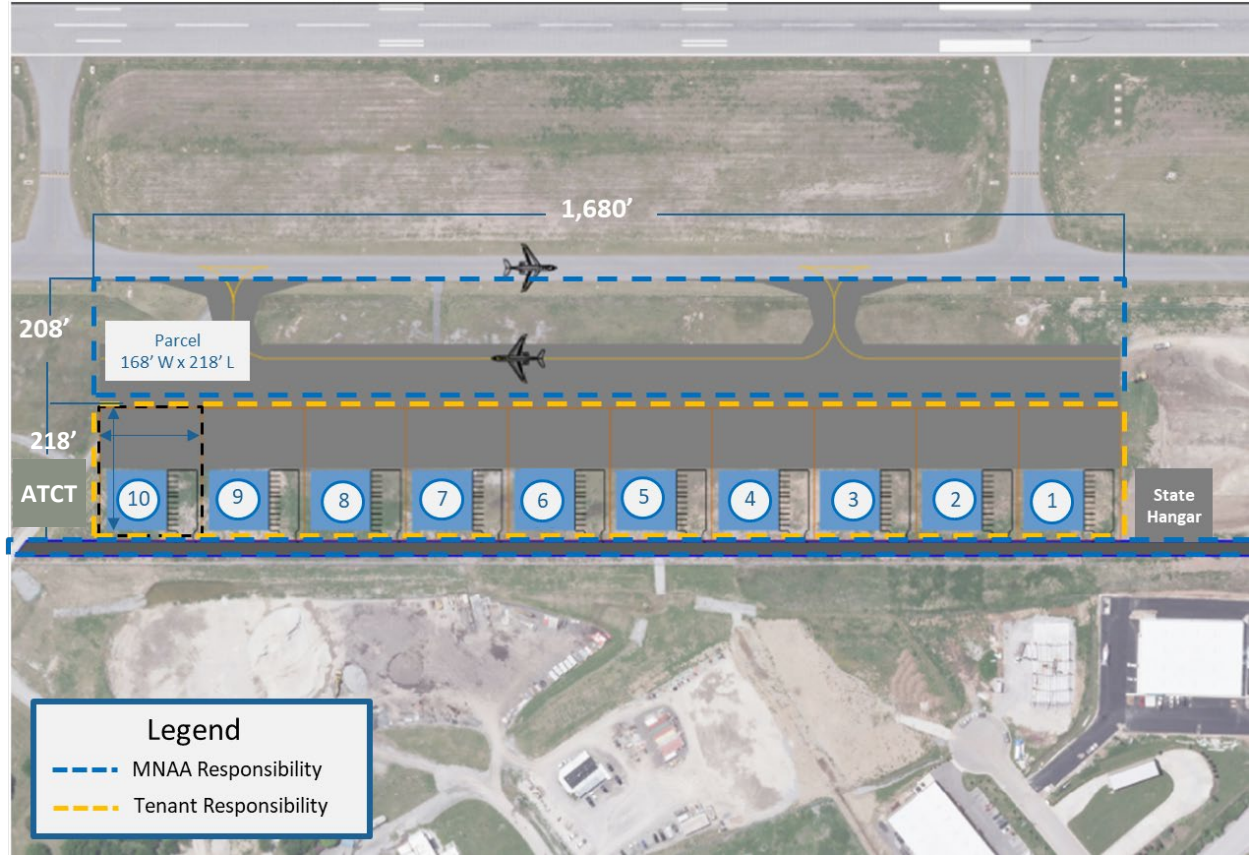 1,680’
208’
Parcel
168’ W x 218’ L
218’
ATCT
10
9
8
7
6
5
4
3
2
1
State
Hangar
Legend
MNAA Responsibility
Tenant Responsibility